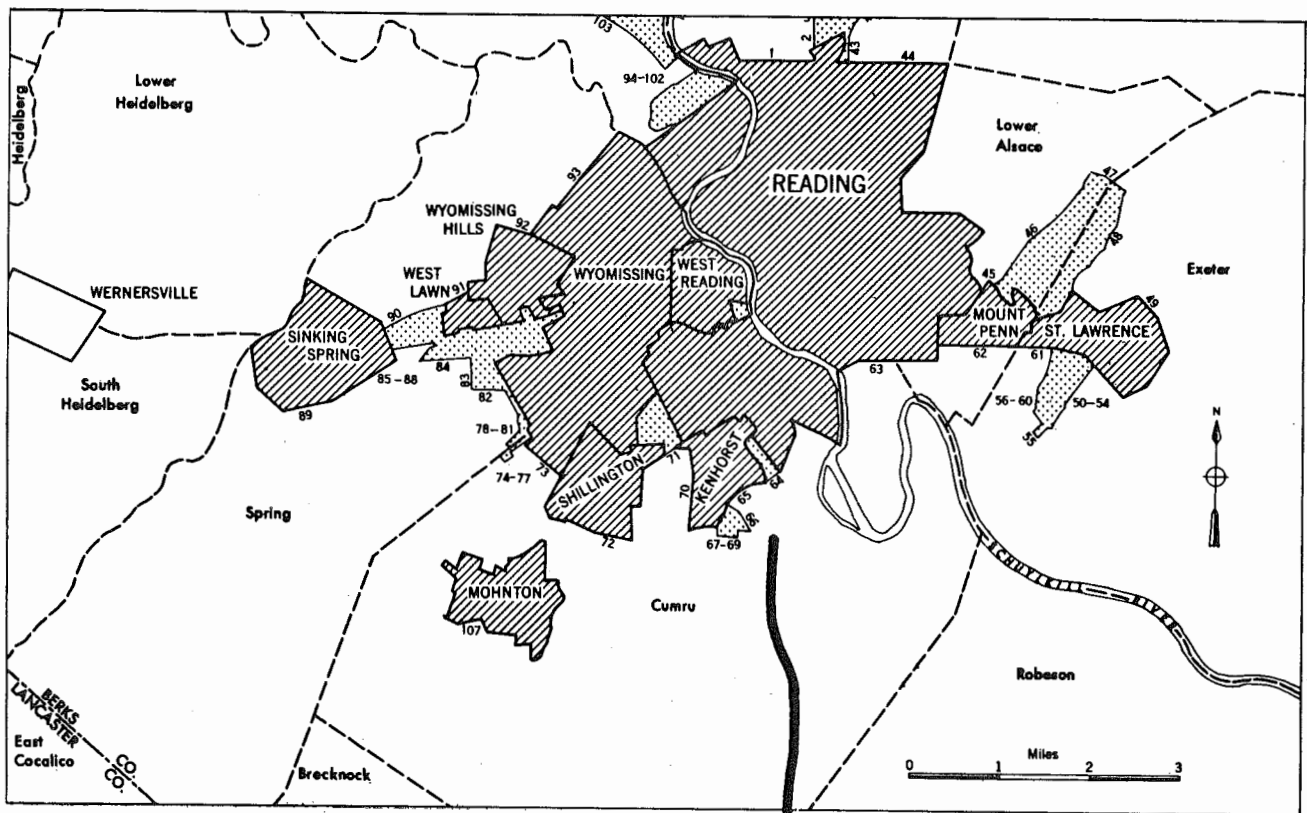 103
2
43
1
44
94-102
Lower
Heidelberg
Heidelberg
Lower
Alsace
47
93
READING
WYOMISSING
HILLS
92
46
48
Exeter
WEST
LAWN
91
WYOMISSING
WEST
READING
45
WERNERSVILLE
90
49
MOUNT
PENN
ST. LAWRENCE
SINKING
SPRING
84
62
61
63
85-88
83
82
South
Heidelberg
89
56-60
50-54
55
78-81
74-77
73
71
N
SHILLINGTON
KENHORST
64
70
65
66
Spring
72
67-69
SCHUYLKILL RIVER
MOHNTON
107
Cumru
Robeson
BERKS
LANCASTER
CO.
CO.
East
Cocalico
Brecknock
Miles
0 1 2 3